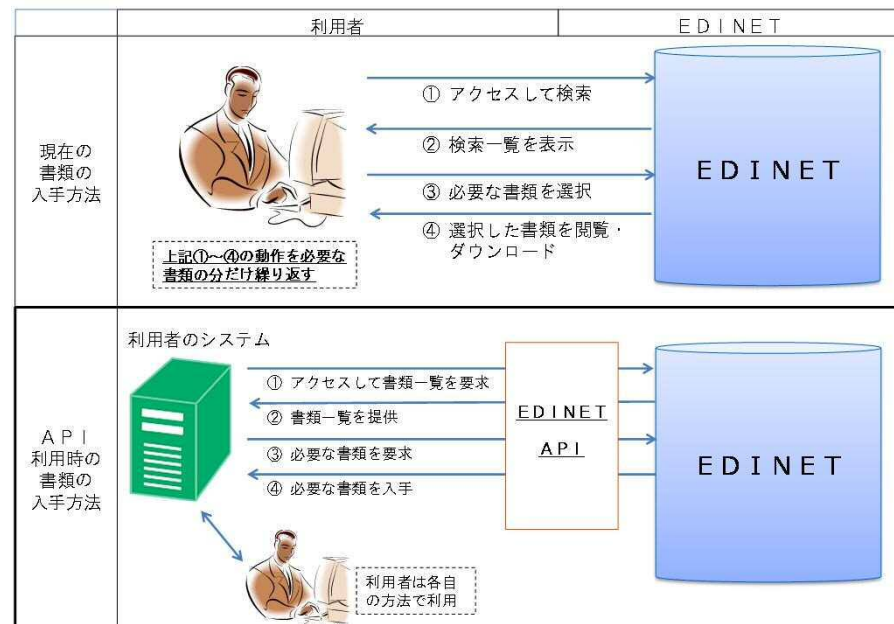 利用者
ＥＤＩＮＥＴ
現在の
書類の
入手方法
① アクセスして検索
② 検索一覧を表示
③ 必要な書類を選択
④ 選択した書類を閲覧・
ダウンロード
上記①～④の動作を必要な
書類の分だけ繰り返す
ＥＤＩＮＥＴ
ＡＰＩ
利用時の
書類の
入手方法
利用者のシステム
① アクセスして書類一覧を要求
② 書類一覧を提供
③ 必要な書類を要求
④ 必要な書類を入手
ＥＤＩＮＥＴ
ＡＰＩ
ＥＤＩＮＥＴ
利用者は各自
の方法で利用